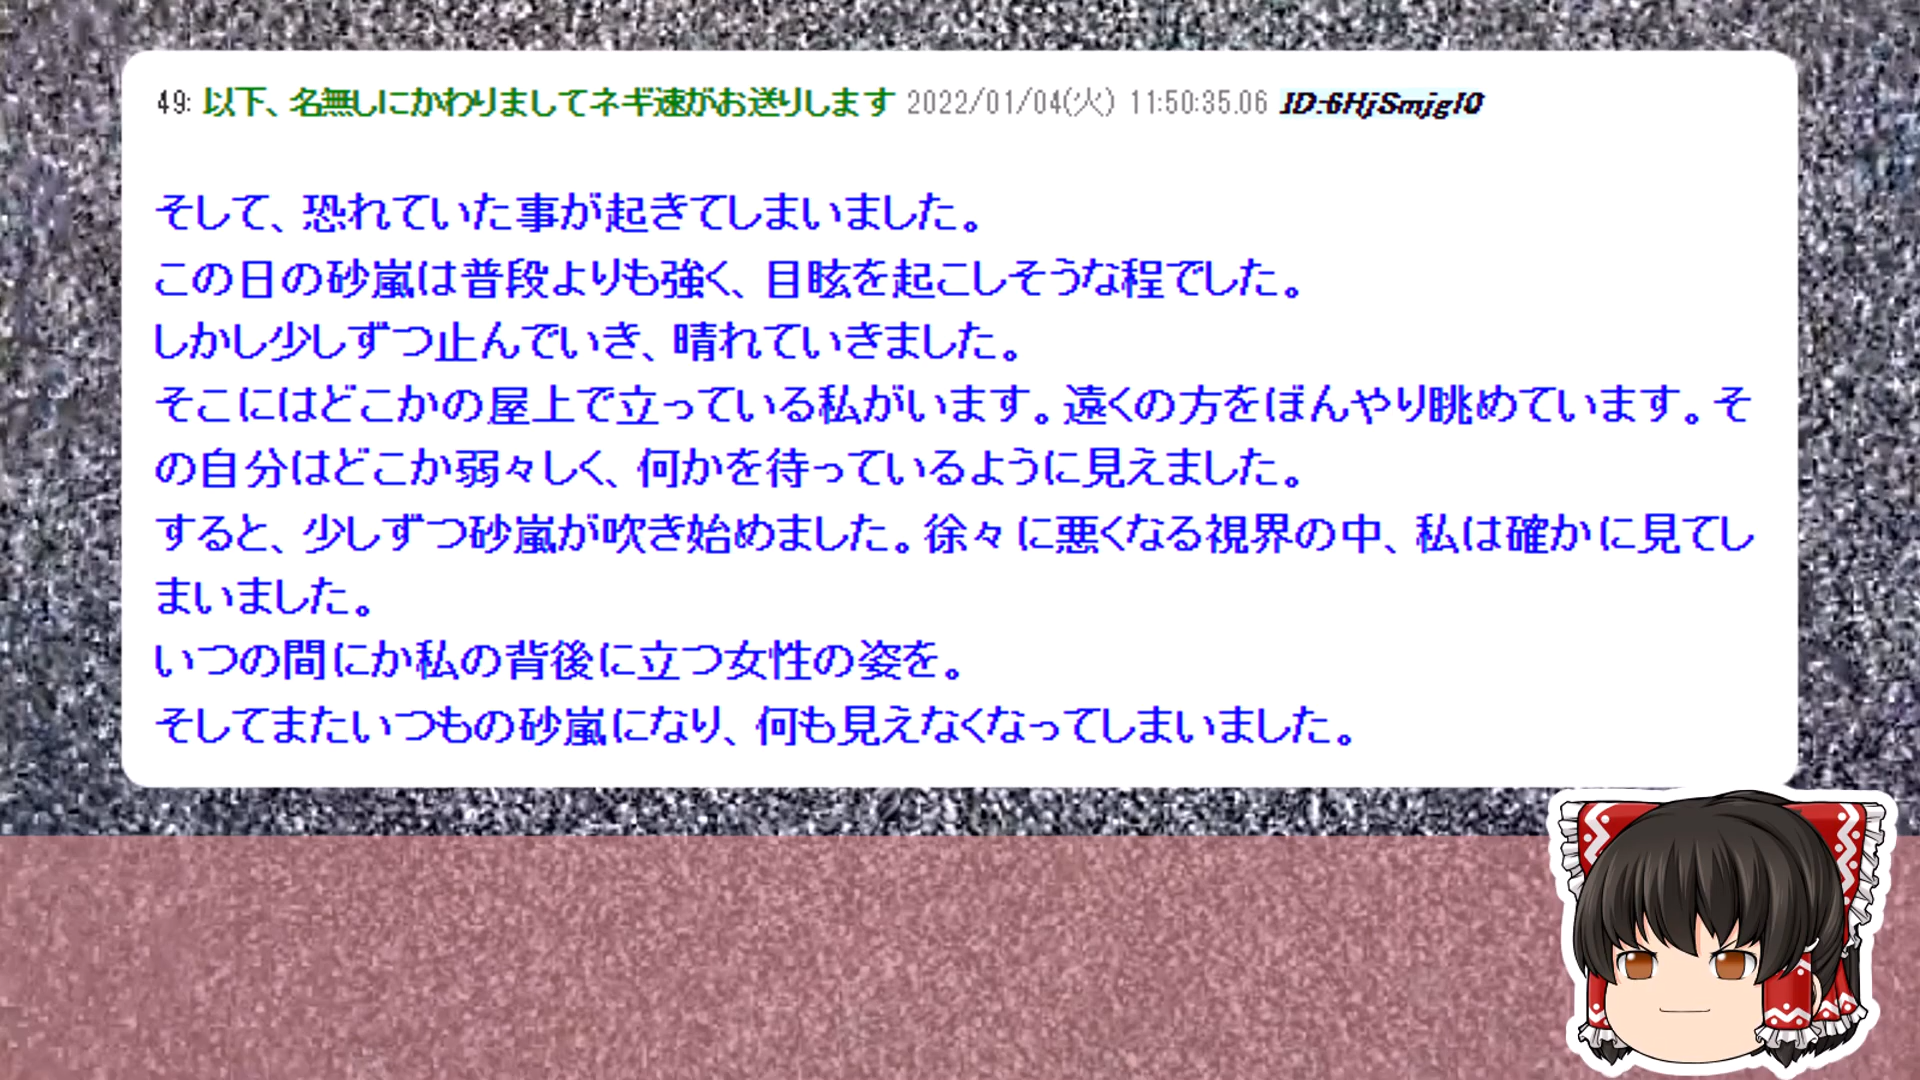 49: 以下、名無しにかわりましてネギ速がお送りします 2022/01/04(火) 11:50:35.06 ID:6HjSmjgI0
そして、恐れていた事が起きてしまいました。
この日の砂嵐は普段よりも強く、目眩を起こしそうな程でした。
しかし少しずつ止んでいき、晴れていきました。
そこにはどこかの屋上で立っている私がいます。遠くの方をぼんやり眺めています。そ
の自分はどこか弱々しく、何かを待っているように見えました。
すると、少しずつ砂嵐が吹き始めました。徐々に悪くなる視界の中、私は確かに見てし
まいました。
いつの間にか私の背後に立つ女性の姿を。
そしてまたいつもの砂嵐になり、何も見えなくなってしまいました。